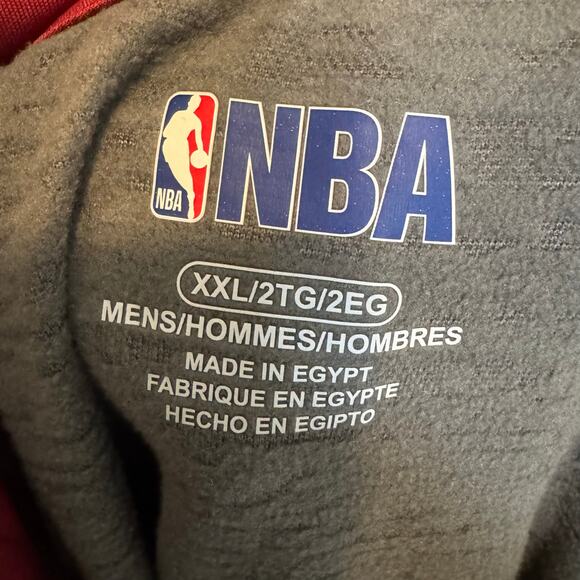 NBA NBA
XXL/2TG/2EG
MENS/HOMMES/HOMBRES
MADE IN EGYPT
FABRIQUE EN EGYPTE
HECHO EN EGIPTO